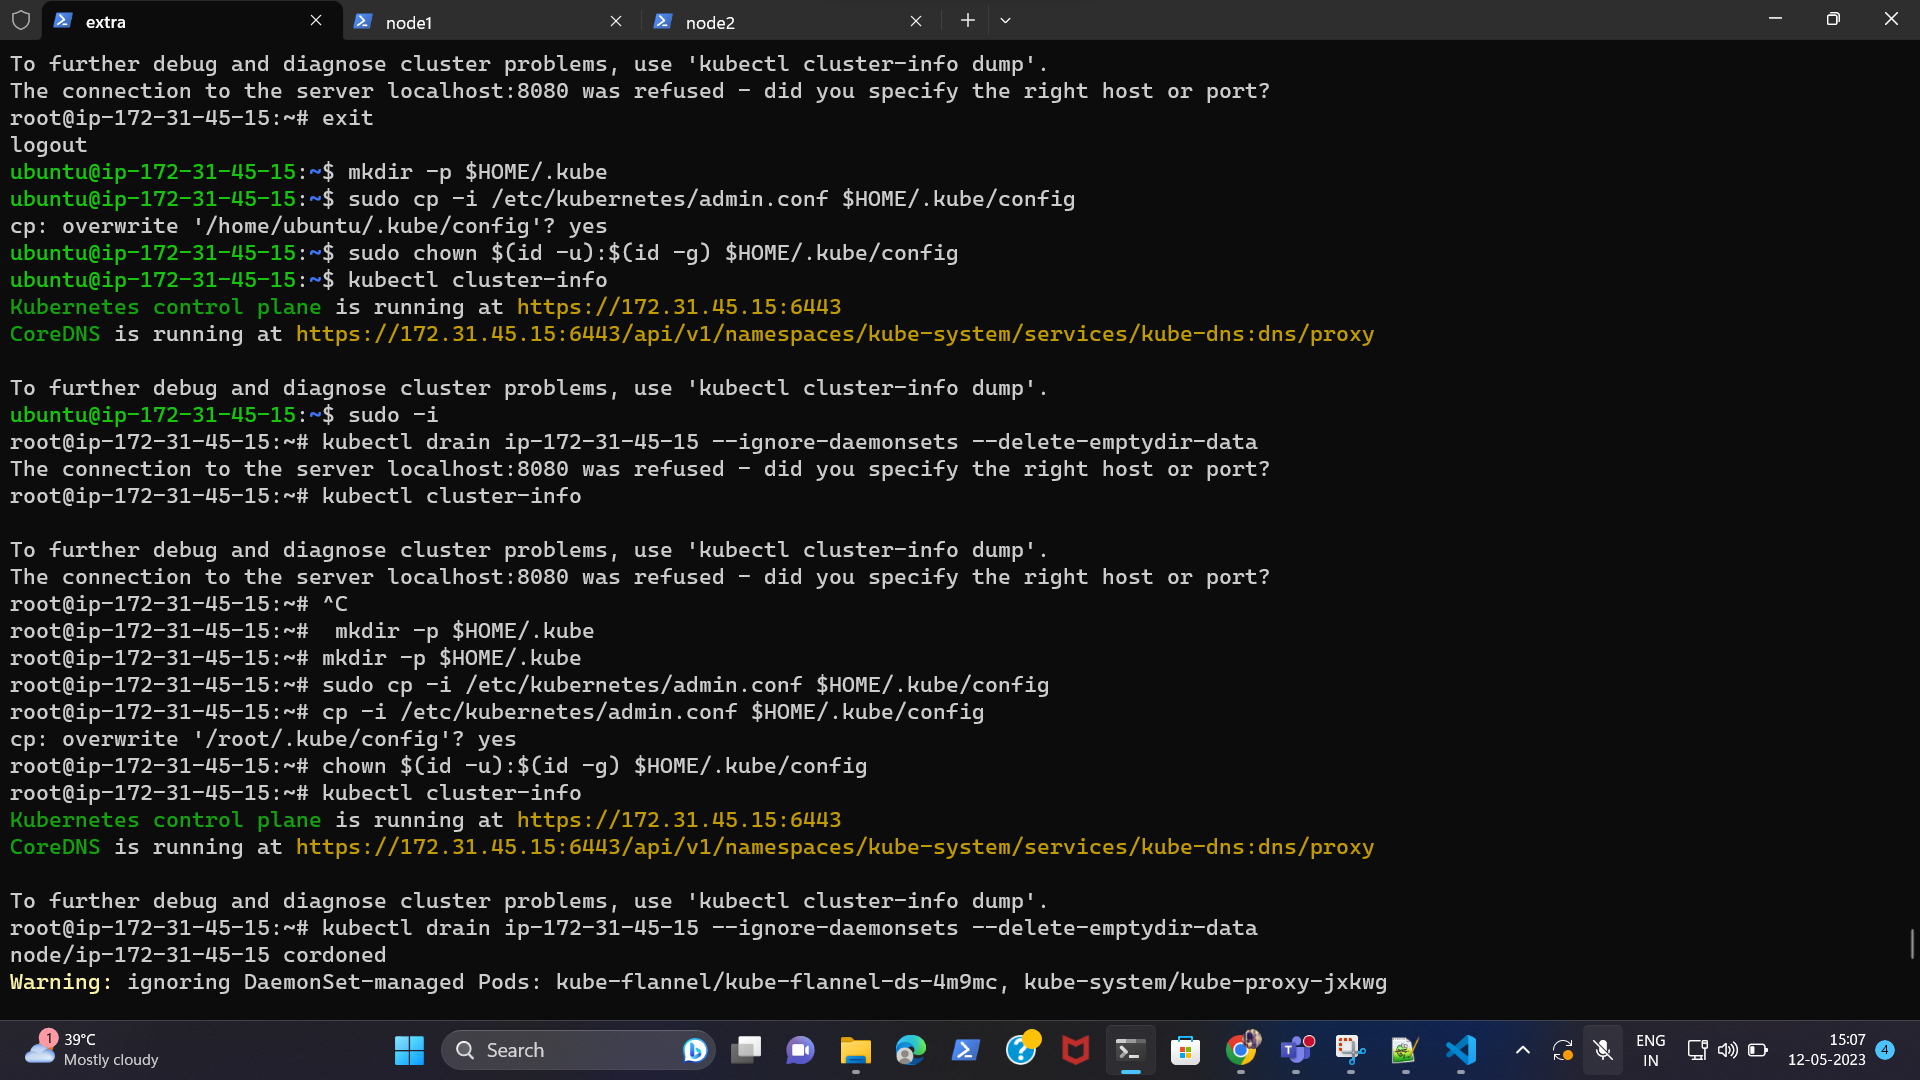 extra
node1
node2
To further debug and diagnose cluster problems, use 'kubectl cluster-info dump'.
The connection to the server localhost:8080 was refused - did you specify the right host or port?
root@ip-172-31-45-15:~# exit
logout
ubuntu@ip-172-31-45-15:~$ mkdir -p $HOME/.kube
ubuntu@ip-172-31-45-15:~$ sudo cp -i /etc/kubernetes/admin.conf $HOME/.kube/config
cp: overwrite '/home/ubuntu/.kube/config'? yes
ubuntu@ip-172-31-45-15:~$ sudo chown $(id -u):$(id -g) $HOME/.kube/config
ubuntu@ip-172-31-45-15:~$ kubectl cluster-info
Kubernetes control plane is running at https://172.31.45.15:6443
CoreDNS is running at https://172.31.45.15:6443/api/v1/namespaces/kube-system/services/kube-dns:dns/proxy

To further debug and diagnose cluster problems, use 'kubectl cluster-info dump'.
ubuntu@ip-172-31-45-15:~$ sudo -i
root@ip-172-31-45-15:~# kubectl drain ip-172-31-45-15 --ignore-daemonsets --delete-emptydir-data
The connection to the server localhost:8080 was refused - did you specify the right host or port?
root@ip-172-31-45-15:~# kubectl cluster-info

To further debug and diagnose cluster problems, use 'kubectl cluster-info dump'.
The connection to the server localhost:8080 was refused - did you specify the right host or port?
root@ip-172-31-45-15:~# ^C
root@ip-172-31-45-15:~#  mkdir -p $HOME/.kube
root@ip-172-31-45-15:~# mkdir -p $HOME/.kube
root@ip-172-31-45-15:~# sudo cp -i /etc/kubernetes/admin.conf $HOME/.kube/config
root@ip-172-31-45-15:~# cp -i /etc/kubernetes/admin.conf $HOME/.kube/config
cp: overwrite '/root/.kube/config'? yes
root@ip-172-31-45-15:~# chown $(id -u):$(id -g) $HOME/.kube/config
root@ip-172-31-45-15:~# kubectl cluster-info
Kubernetes control plane is running at https://172.31.45.15:6443
CoreDNS is running at https://172.31.45.15:6443/api/v1/namespaces/kube-system/services/kube-dns:dns/proxy

To further debug and diagnose cluster problems, use 'kubectl cluster-info dump'.
root@ip-172-31-45-15:~# kubectl drain ip-172-31-45-15 --ignore-daemonsets --delete-emptydir-data
node/ip-172-31-45-15 cordoned
Warning: ignoring DaemonSet-managed Pods: kube-flannel/kube-flannel-ds-4m9mc, kube-system/kube-proxy-jxkwg
1
39°C
Mostly cloudy
Search
ENG
IN
15:07
12-05-2023
4